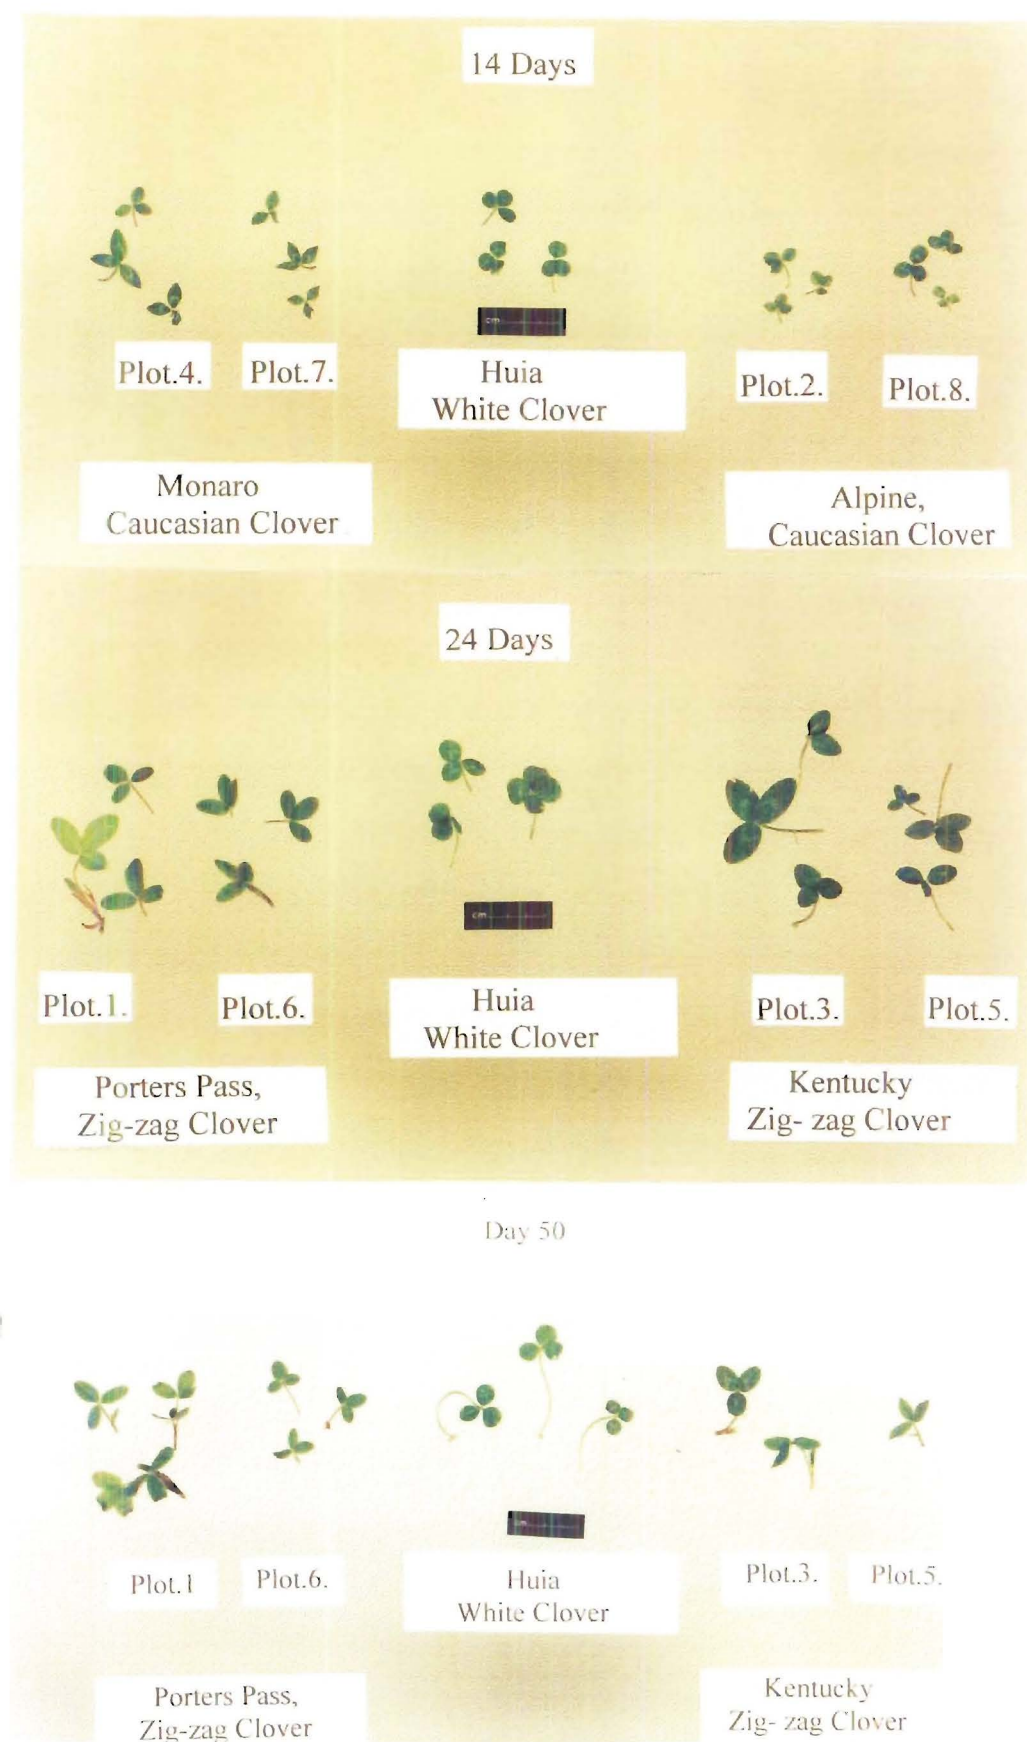 14 Days
cm
Plot.4. Plot.7.
Huia
White Clover
Plot.2. Plot.8.
Monaro
Caucasian Clover
Alpine,
Caucasian Clover
24 Days
cm
Plot.1. Plot.6.
Huia
White Clover
Plot.3. Plot.5.
Porters Pass,
Zig-zag Clover
Kentucky
Zig- zag Clover
Day 50
Plot.1 Plot.6.
Huia
White Clover
Plot.3. Plot.5.
Porters Pass,
Zig-zag Clover
Kentucky
Zig- zag Clover